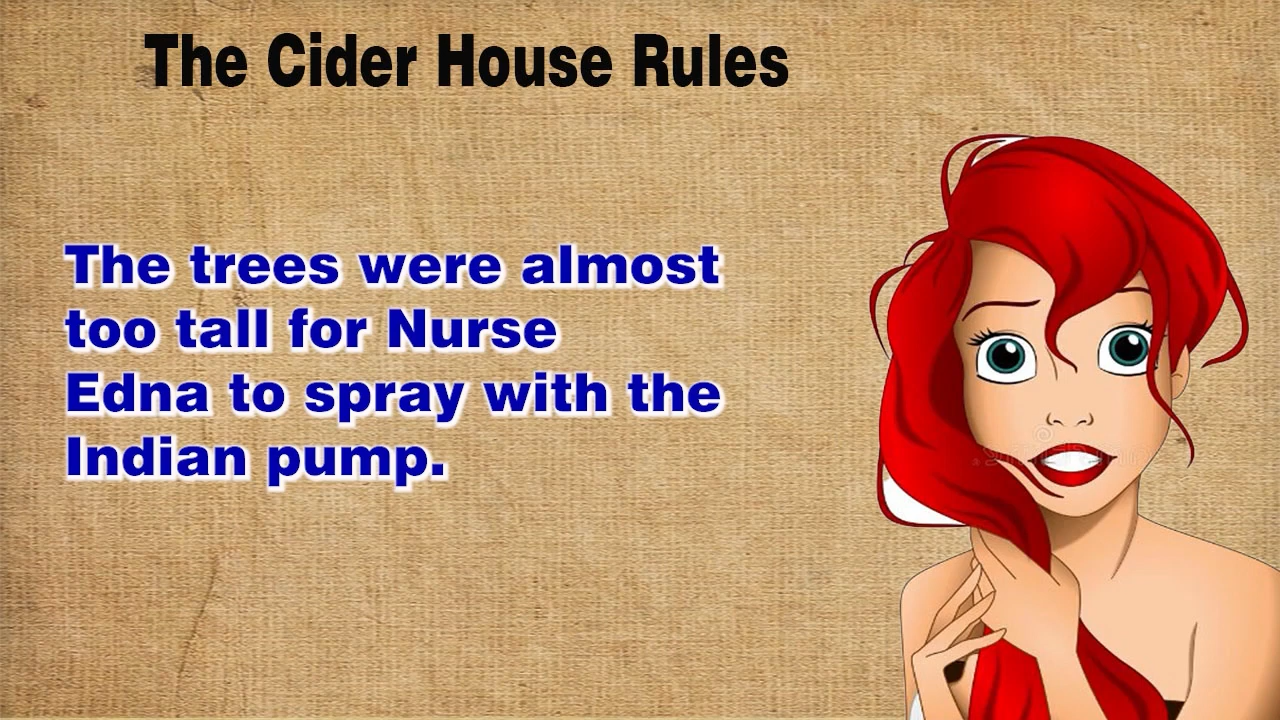 The Cider House Rules
The trees were almost
too tall for Nurse
Edna to spray with the
Indian pump.